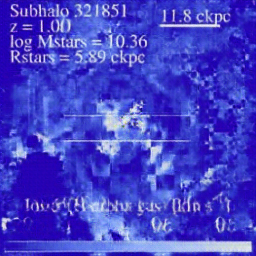 Subhalo 321851
11.8 ckpc
z = 1.00
log Mstars = 10.36
Rstars = 5.89 ckpc